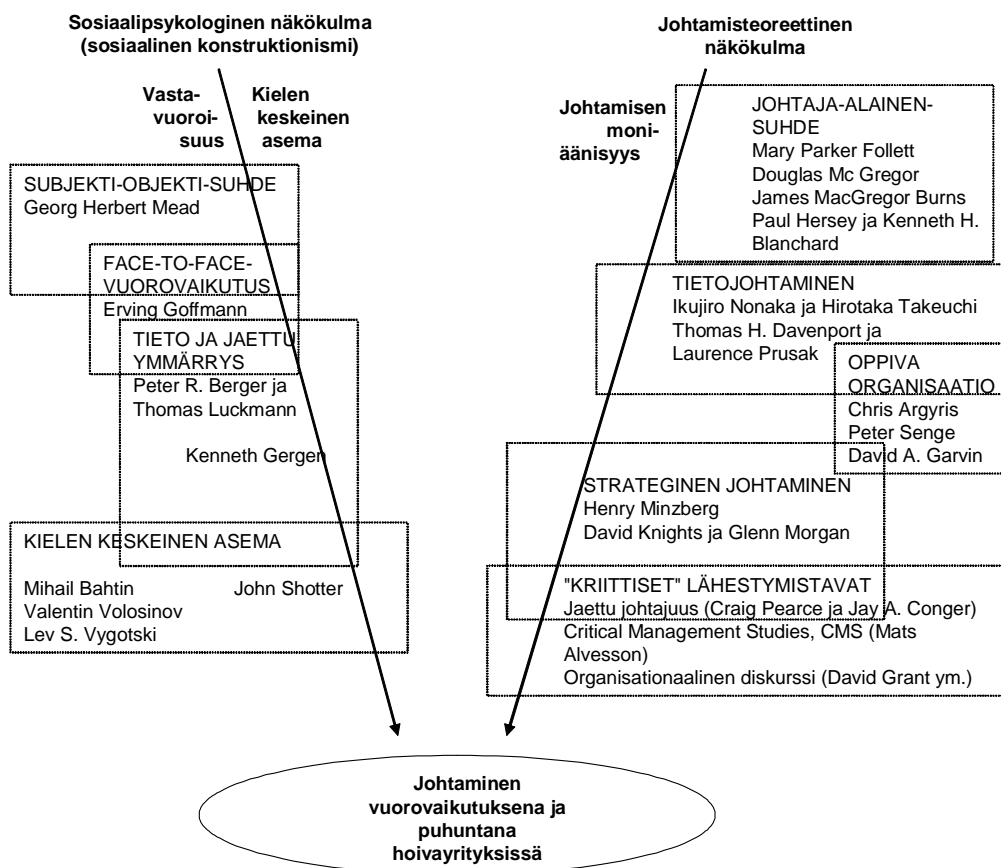 Sosiaalipsykologinen näkökulma
(sosiaalinen konstruktionismi)
Vasta-
vuoroi-
suus
Kielen
keskeinen
asema
SUBJEKTI-OBJEKTI-SUHDE
Georg Herbert Mead
FACE-TO-FACE-
VUOROVAIKUTUS
Erving Goffmann
TIETO JA JAETTU
YMMÄRRYS
Peter R. Berger ja
Thomas Luckmann
Kenneth Gergen
KIELEN KESKEINEN ASEMA
Mihail Bahtin
Valentin Volosinov
Lev S. Vygotski
John Shotter
Johtamisteoreettinen
näkökulma
Johtamisen
moni-
äänisyys
JOHTAJA-ALAINEN-
SUHDE
Mary Parker Follett
Douglas Mc Gregor
James MacGregor Burns
Paul Hersey ja Kenneth H.
Blanchard
TIETOJOHTAMINEN
Ikujiro Nonaka ja Hirotaka Takeuchi
Thomas H. Davenport ja
Laurence Prusak
OPPIVA
ORGANISAATIO
Chris Argyris
Peter Senge
David A. Garvin
STRATEGINEN JOHTAMINEN
Henry Minzberg
David Knights ja Glenn Morgan
"KRIITTISET" LÄHESTYMISTAVAT
Jaettu johtajuus (Craig Pearce ja Jay A. Conger)
Critical Management Studies, CMS (Mats
Alvesson)
Organisationaalinen diskurssi (David Grant ym.)
Johtaminen
vuorovaikutuksena ja
puhuntana
hoivayrityksissä